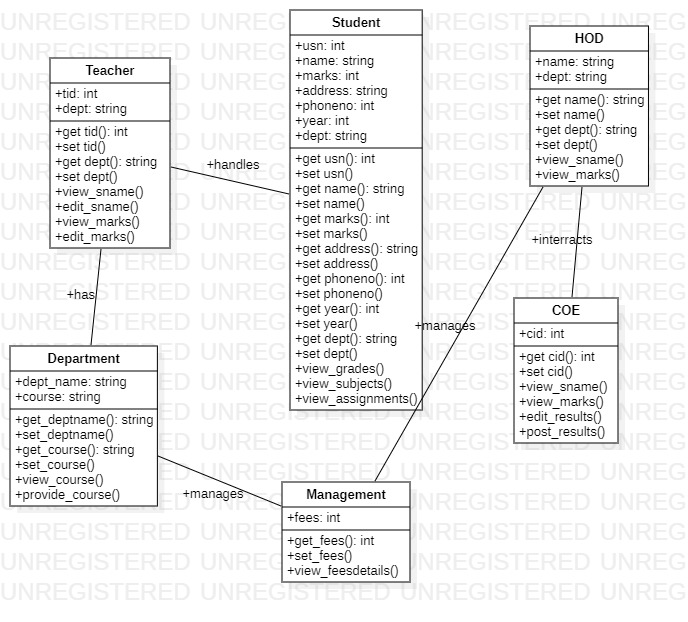 Teacher
+tid: int
+dept: string
+get tid(): int
+set tid()
+get dept(): string
+set dept()
+view_sname()
+edit_sname()
+view_marks()
+edit_marks()
+handles
Student
+usn: int
+name: string
+marks: int
+address: string
+phoneno: int
+year: int
+dept: string
+get usn(): int
+set usn()
+get name(): string
+set name()
+get marks(): int
+set marks()
+get address(): string
+set address()
+get phoneno(): int
+set phoneno()
+get year(): int
+set year()
+get dept(): string
+set dept()
+view_grades()
+view_subjects()
+view_assignments()
HOD
+name: string
+dept: string
+get name(): string
+set name()
+get dept(): string
+set dept()
+view_sname()
+view_marks()
+interracts
+manages
COE
+cid: int
+get cid(): int
+set cid()
+view_sname()
+view_marks()
+edit_results()
+post_results()
+has
Department
+dept_name: string
+course: string
+get_deptname(): string
+set_deptname()
+get_course(): string
+set_course()
+view_course()
+provide_course()
+manages
Management
+fees: int
+get_fees(): int
+set_fees()
+view_feesdetails()
UNREGISTERED